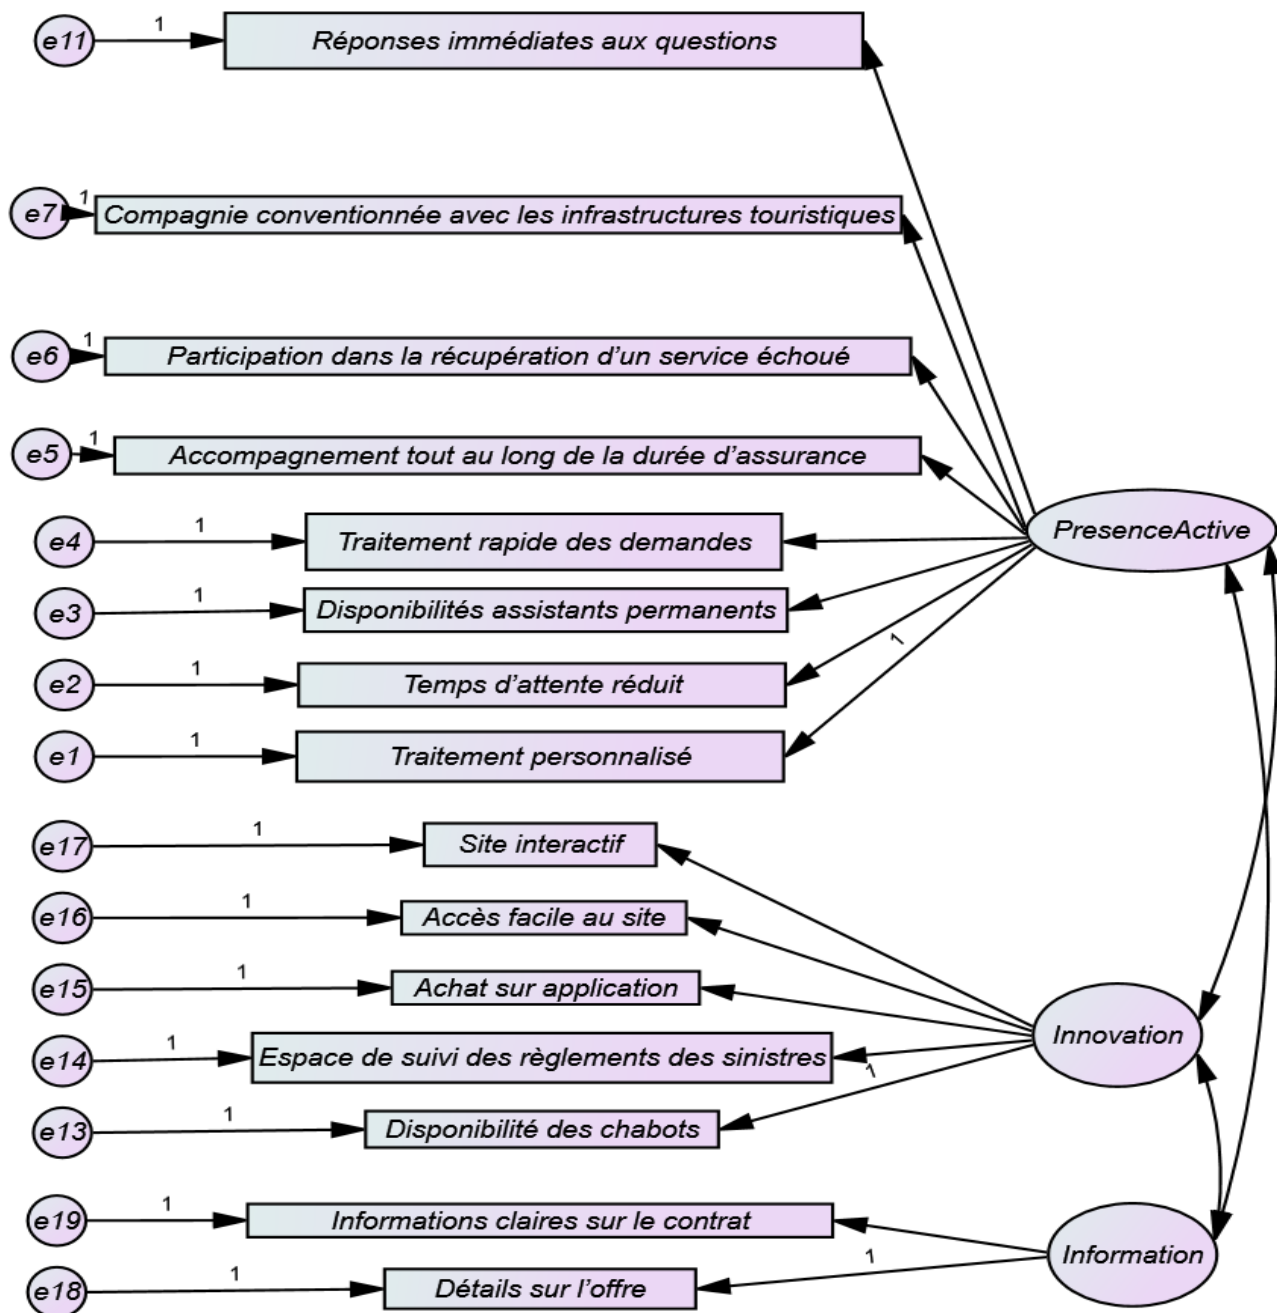 e11 1 Réponses immédiates aux questions
e7 1 Compagnie conventionnée avec les infrastructures touristiques
e6 1 Participation dans la récupération d'un service échoué
e5 1 Accompagnement tout au long de la durée d'assurance
e4 1 Traitement rapide des demandes
PresenceActive
e3 1 Disponibilités assistants permanents
e2 1 Temps d'attente réduit
1
e1 1 Traitement personnalisé
e17 1 Site interactif
e16 1 Accès facile au site
e15 1 Achat sur application
Innovation
e14 1 Espace de suivi des règlements des sinistres
1
e13 1 Disponibilité des chabots
e19 1 Informations claires sur le contrat
Information
1
e18 1 Détails sur l'offre